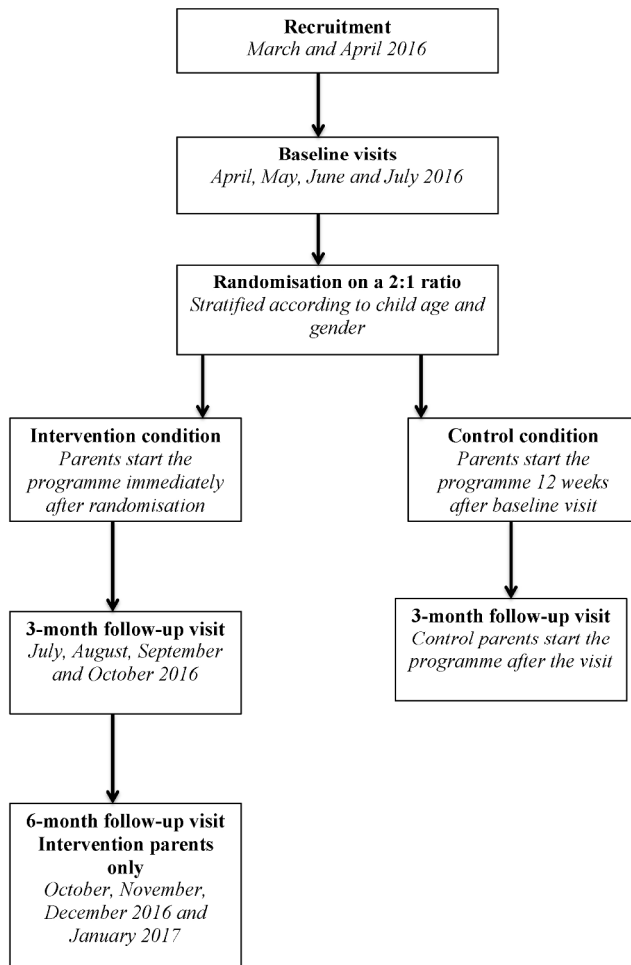 Recruitment
March and April 2016
Baseline visits
April, May, June and July 2016
Randomisation on a 2:1 ratio
Stratified according to child age and
gender
Intervention condition
Parents start the
programme immediately
after randomisation
Control condition
Parents start the
programme 12 weeks
after baseline visit
3-month follow-up visit
July, August, September
and October 2016
3-month follow-up visit
Control parents start the
programme after the visit
6-month follow-up visit
Intervention parents
only
October, November,
December 2016 and
January 2017